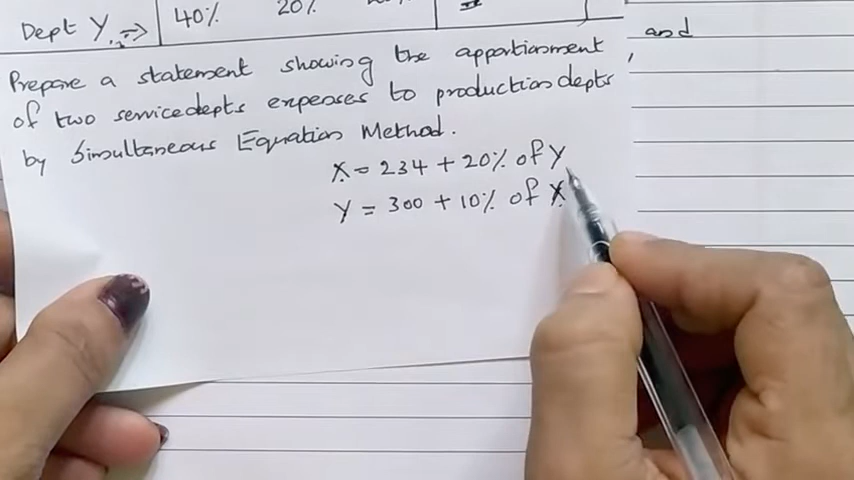 Dept Y 40% 20%
Prepare a statement showing the apportionment
of two service depts expenses to production depts, and
by Simultaneous Equation Method.
X = 234 + 20% of Y
Y = 300 + 10% of X